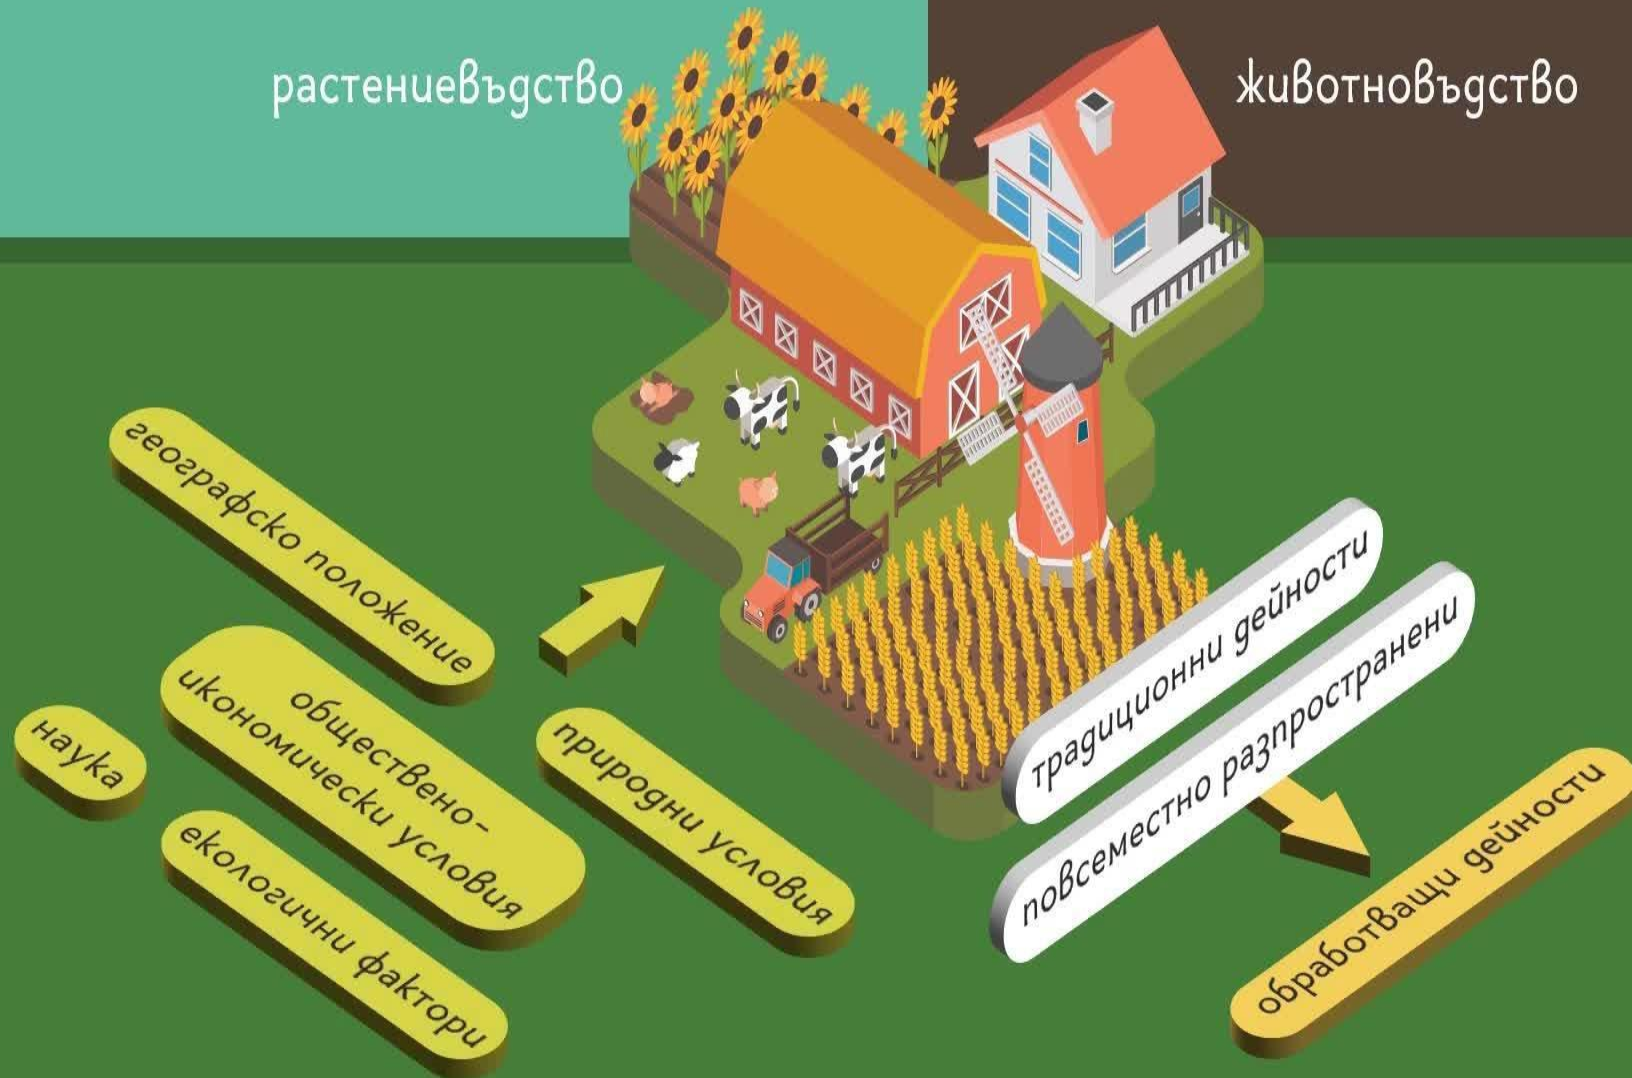 растениевъдство
животновъдство
географско положение
обществено-
икономически условия
наука
природни условия
екологични фактори
традиционни дейности
повсеместно разпространени
обработващи дейности